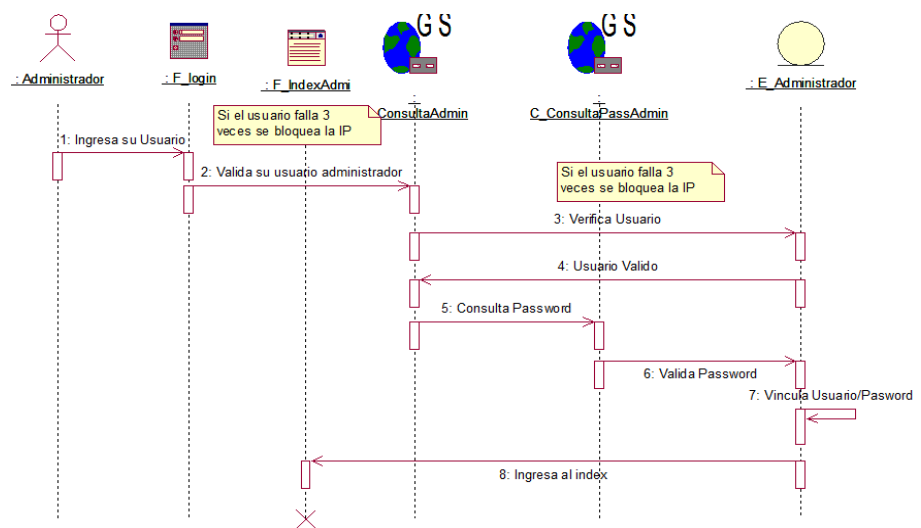 GS
GS
: Administrador
: F_login
: F_IndexAdmi
ConsultaAdmin
C_ConsultaPassAdmin
: E_Administrador
Si el usuario falla 3
veces se bloquea la IP
1: Ingresa su Usuario
2: Valida su usuario administrador
Si el usuario falla 3
veces se bloquea la IP
3: Verifica Usuario
4: Usuario Valido
5: Consulta Password
6: Valida Password
7: Vincula Usuario/Pasword
8: Ingresa al index